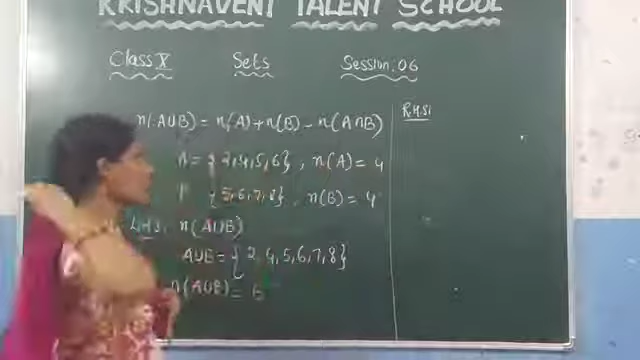 KRISHNAVENI TALENT SCHOOL
Class X Sets Session: 06
n(AUB) = n(A) + n(B) - n(A∩B)
A = {2,4,5,6}, n(A) = 4
{5,6,7,8}, n(B) = 4
L.H.S: n(AUB)
AUB = {2,4,5,6,7,8}
n(AUB) = 6
R.H.S: